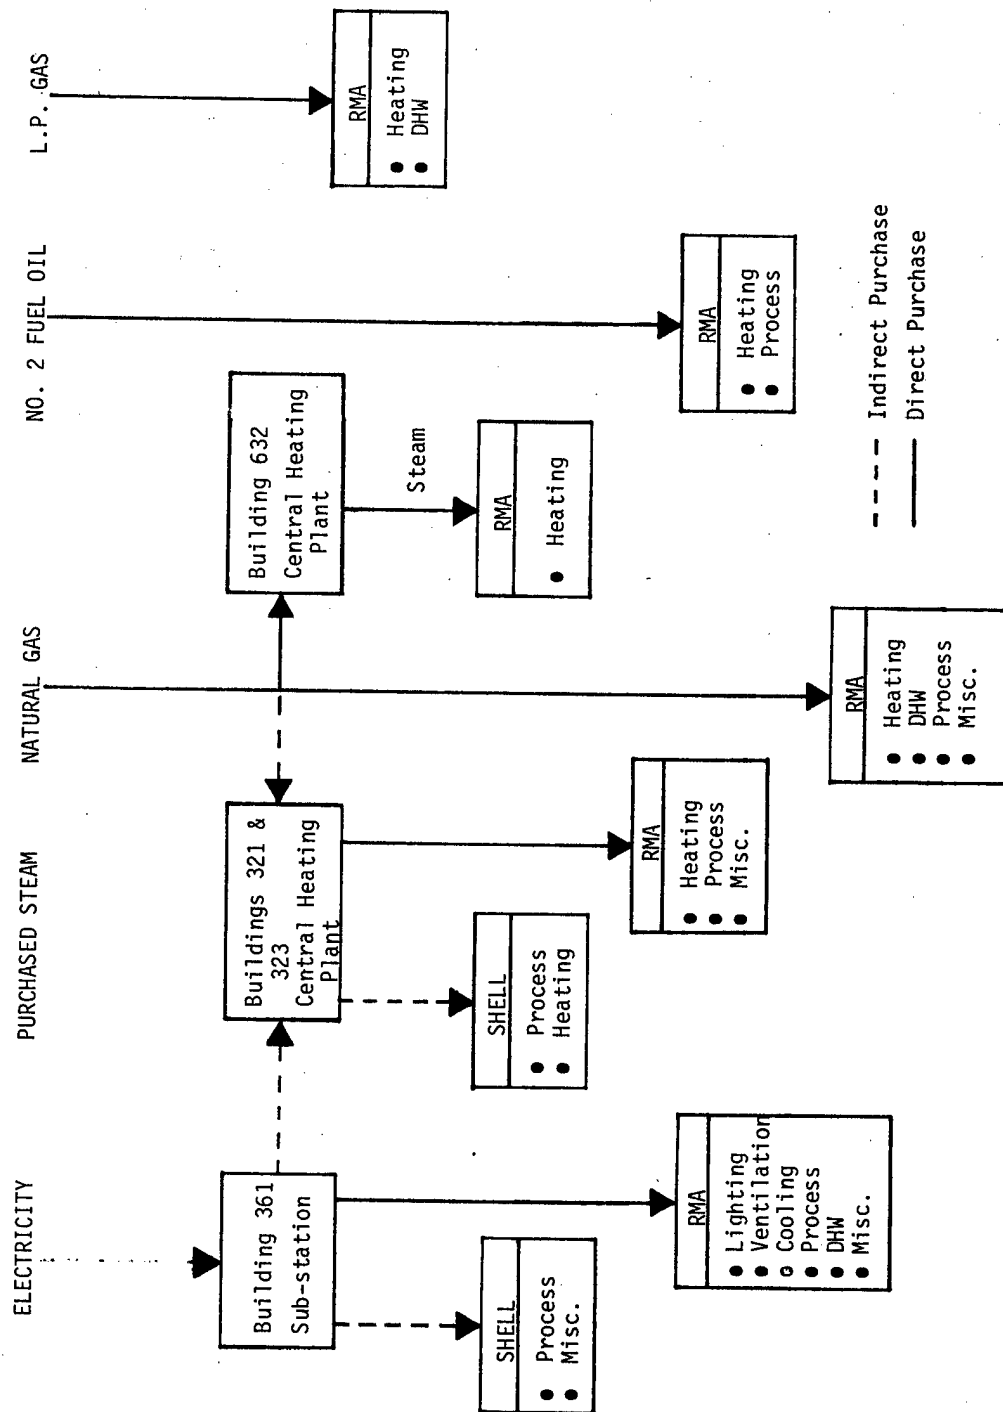 ELECTRICITY
PURCHASED STEAM
NATURAL GAS
NO. 2 FUEL OIL
L.P. GAS
Building 361
Sub-station
Buildings 321 &
323
Central Heating
Plant
Building 632
Central Heating
Plant
Steam
SHELL
● Process
● Misc.
RMA
● Lighting
● Ventilation
● Cooling
● Process
● DHW
● Misc.
SHELL
● Process
● Heating
RMA
● Heating
● Process
● Misc.
RMA
● Heating
● DHW
● Process
● Misc.
RMA
● Heating
RMA
● Heating
● Process
RMA
● Heating
● DHW
Indirect Purchase
Direct Purchase